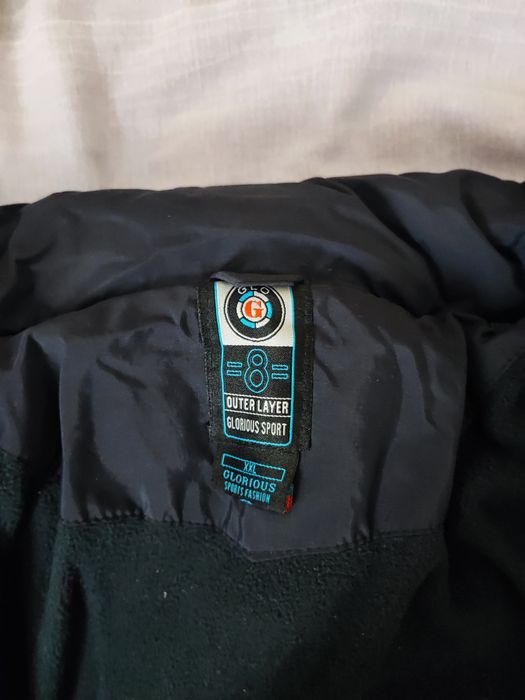 GLO
G
=8=
OUTER LAYER
GLORIOUS SPORT
XXL
GLORIOUS
SPORTS FASHION